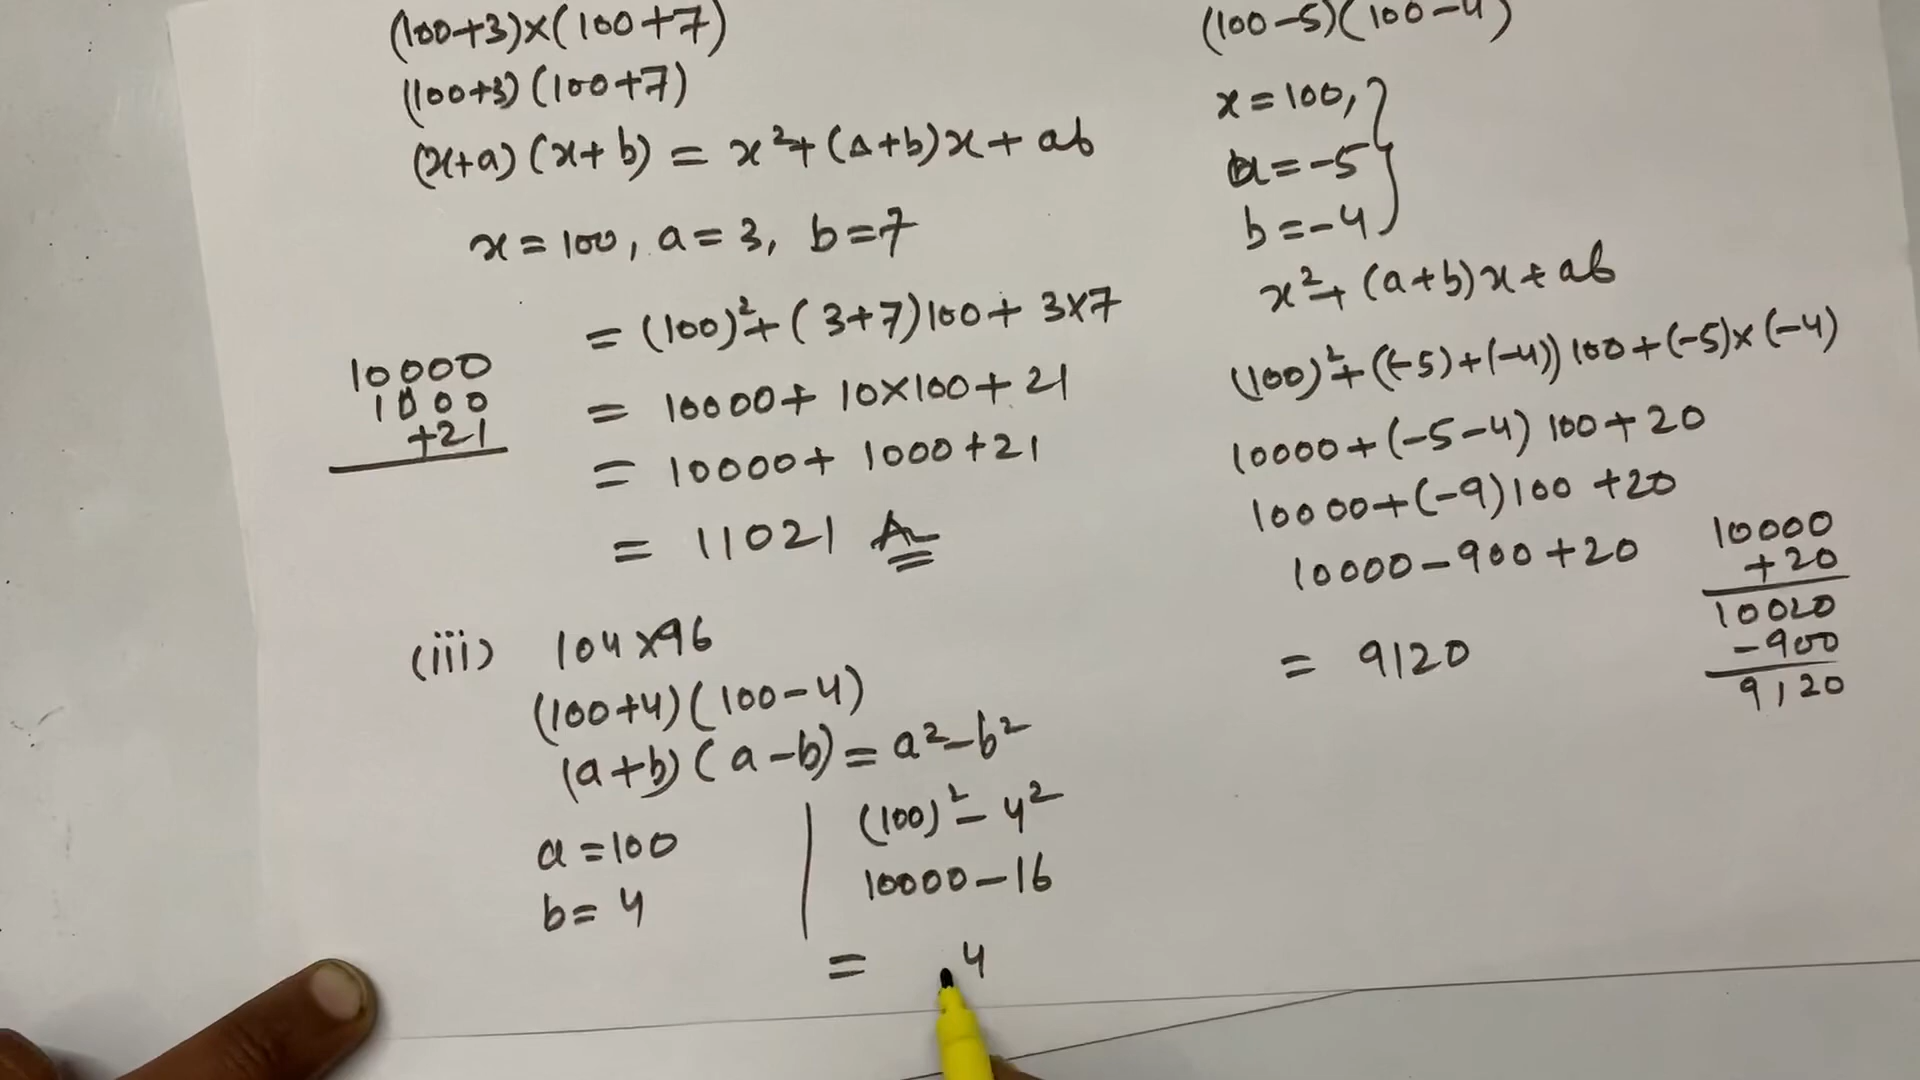 (100+3)×(100+7)
(100+3)(100+7)
(x+a)(x+b) = x²+(a+b)x+ab
x=100, a=3, b=7
=(100)²+(3+7)100+3×7
= 10000+10×100+21
= 10000+1000+21
= 11021
10000
1000
+21
(iii) 104×96
(100+4)(100-4)
(a+b)(a-b)=a²-b²
a=100
b=4
(100)²-4²
10000-16
= 4
(100-5)(100-4)
x=100,
a=-5
b=-4
x²+(a+b)x+ab
(100)²+(-5)+(-4))100+(-5)×(-4)
10000+(-5-4)100+20
10000+(-9)100+20
10000-900+20
= 9120
10000
+20
10020
-900
9120